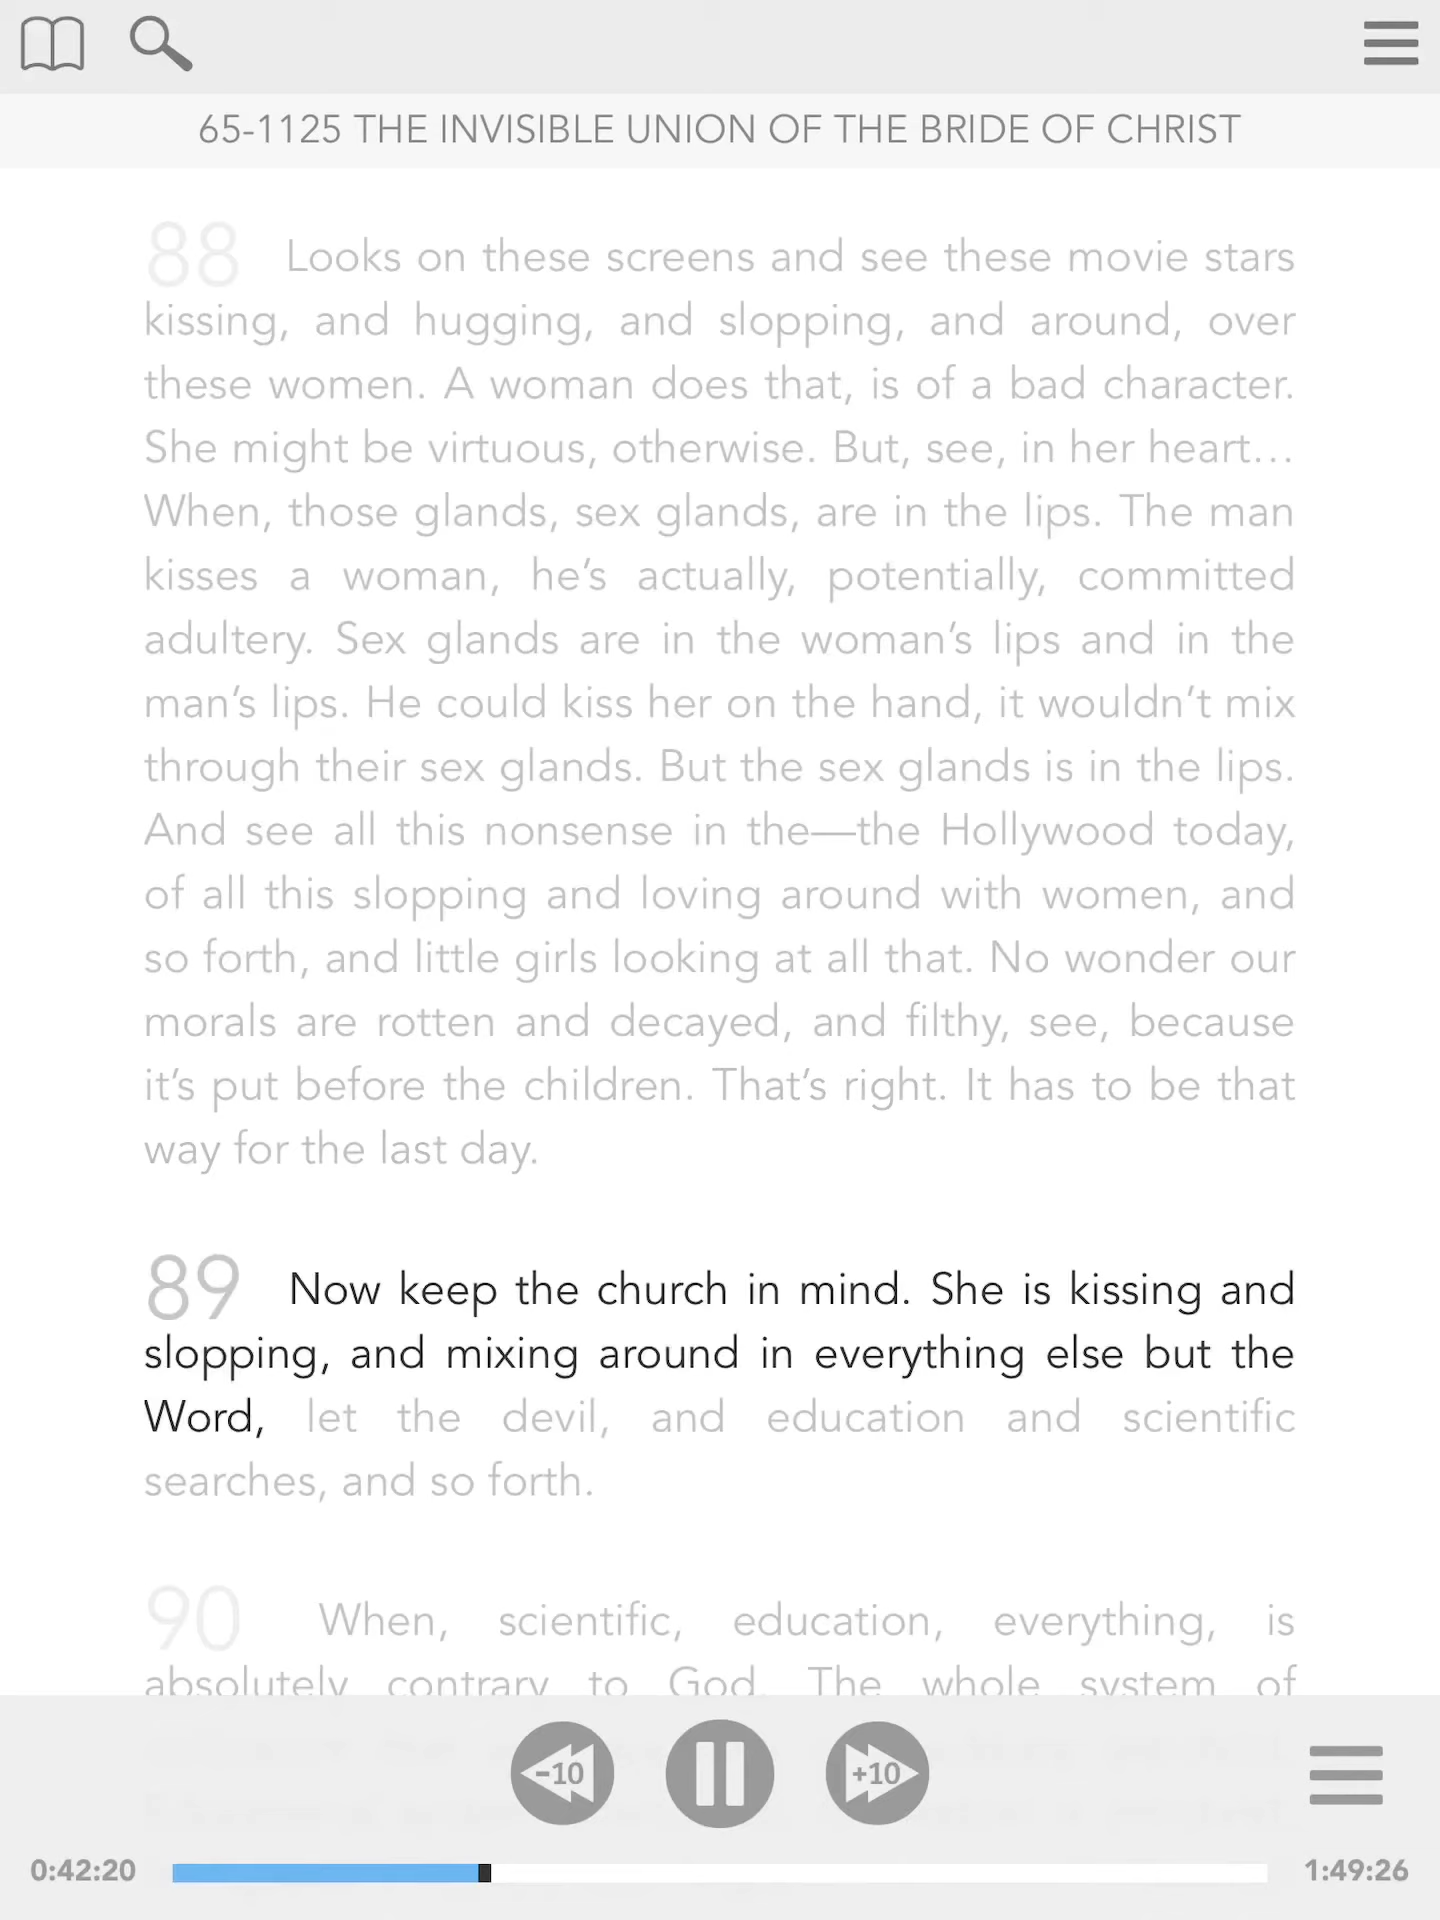 65-1125 THE INVISIBLE UNION OF THE BRIDE OF CHRIST
88 Looks on these screens and see these movie stars
kissing, and hugging, and slopping, and around, over
these women. A woman does that, is of a bad character.
She might be virtuous, otherwise. But, see, in her heart…
When, those glands, sex glands, are in the lips. The man
kisses a woman, he’s actually, potentially, committed
adultery. Sex glands are in the woman’s lips and in the
man’s lips. He could kiss her on the hand, it wouldn’t mix
through their sex glands. But the sex glands is in the lips.
And see all this nonsense in the—the Hollywood today,
of all this slopping and loving around with women, and
so forth, and little girls looking at all that. No wonder our
morals are rotten and decayed, and filthy, see, because
it’s put before the children. That’s right. It has to be that
way for the last day.
89 Now keep the church in mind. She is kissing and
slopping, and mixing around in everything else but the
Word, let the devil, and education and scientific
searches, and so forth.
90 When, scientific, education, everything, is
absolutely contrary to God. The whole system of
-10 +10
0:42:20 1:49:26